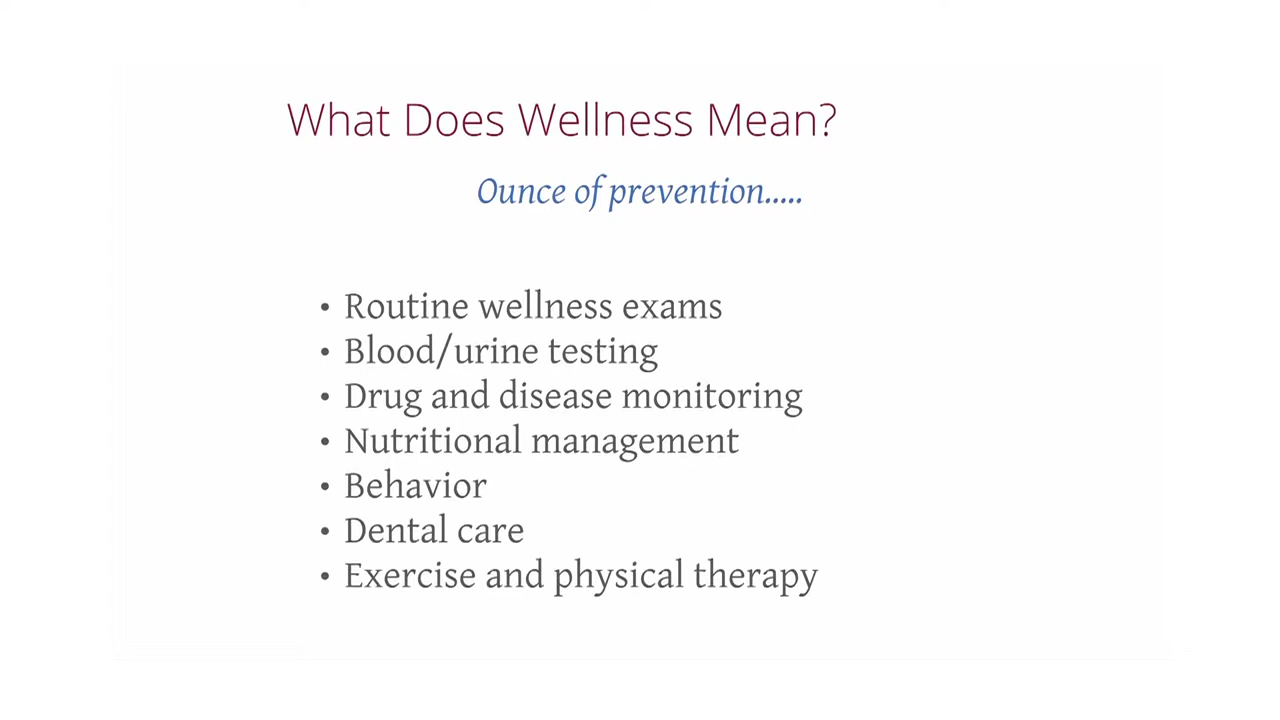 What Does Wellness Mean?
Ounce of prevention.....
• Routine wellness exams
• Blood/urine testing
• Drug and disease monitoring
• Nutritional management
• Behavior
• Dental care
• Exercise and physical therapy